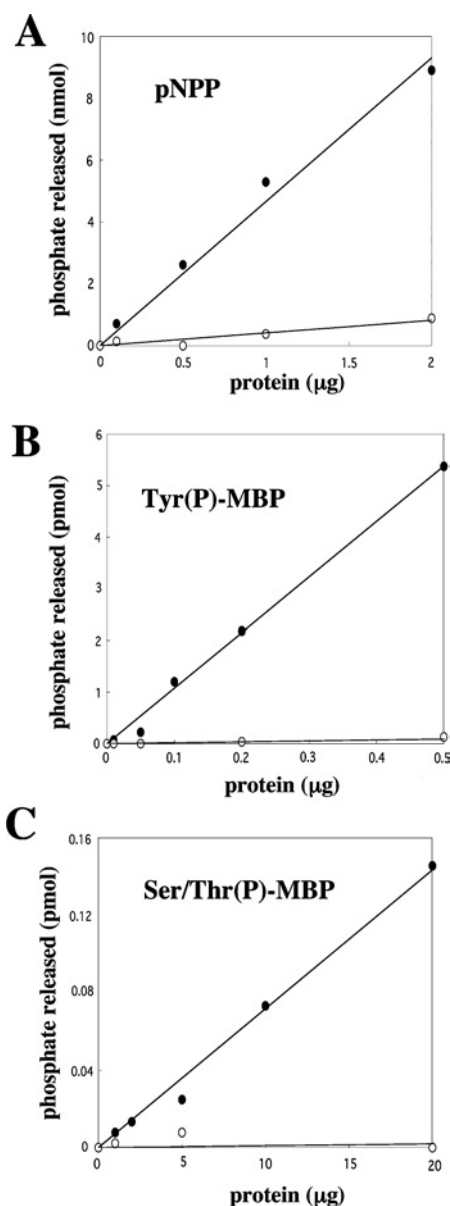 A
pNPP
phosphate released (nmol)
10
8
6
4
2
0
0 0.5 1 1.5 2
protein (μg)
B
Tyr(P)-MBP
phosphate released (pmol)
6
5
4
3
2
1
0
0 0.1 0.2 0.3 0.4 0.5
protein (μg)
C
Ser/Thr(P)-MBP
phosphate released (pmol)
0.16
0.12
0.08
0.04
0
0 5 10 15 20
protein (μg)